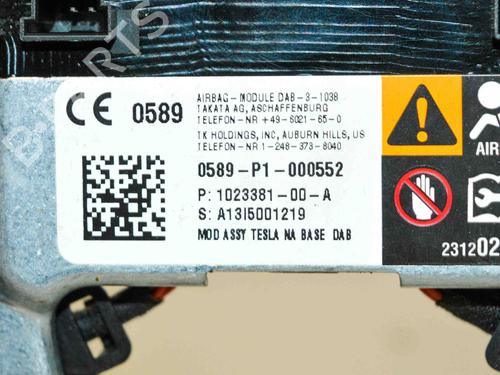 CE 0589
AIRBAG-MODULE DAB-3-1038
TAKATA AG, ASCHAFFENBURG
TELEFON-NR +49-6021-65-0
TK HOLDINGS, INC, AUBURN HILLS, US
TELEFON-NR 1-248-373-8040
0589-P1-000552
P: 1023381-00-A
S: A13I5001219
MOD ASSY TESLA NA BASE DAB
AIR
231202